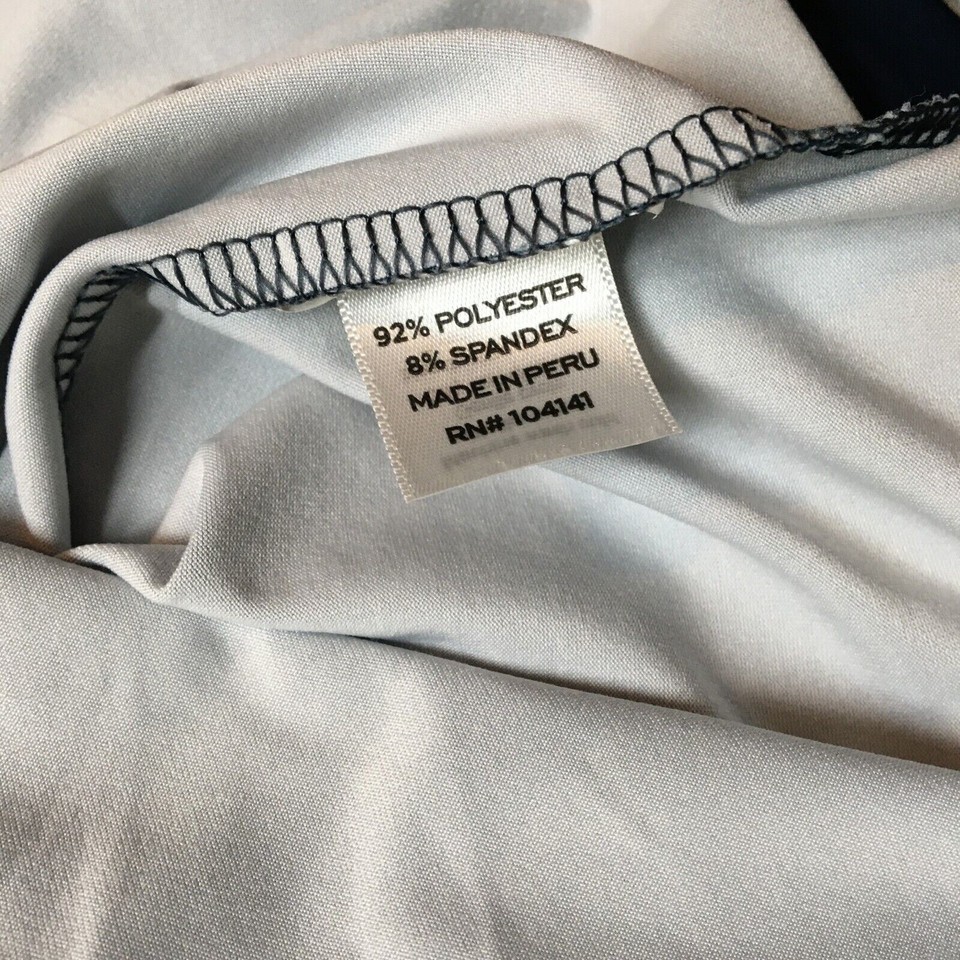 92% POLYESTER
8% SPANDEX
MADE IN PERU
RN# 104141